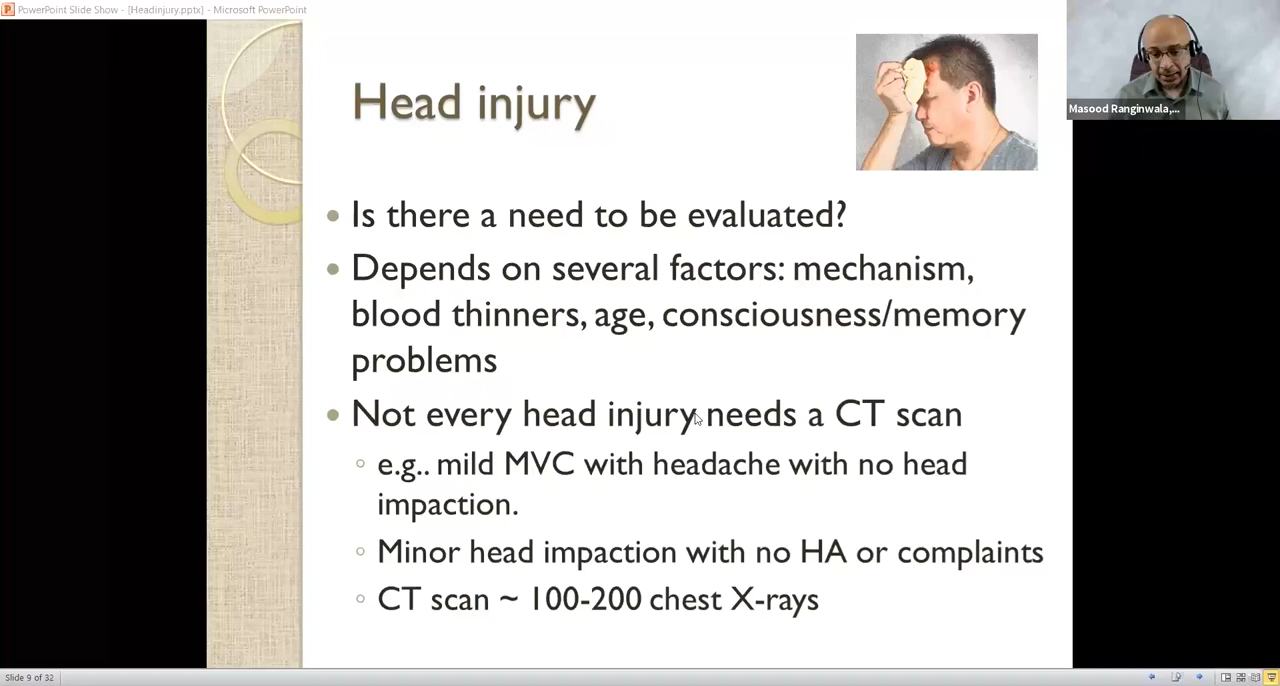 PowerPoint Slide Show - [Headinjury.pptx] - Microsoft PowerPoint
Head injury
Masood Ranginwala,...
Is there a need to be evaluated?
Depends on several factors: mechanism,
blood thinners, age, consciousness/memory
problems
Not every head injury needs a CT scan
e.g.. mild MVC with headache with no head
impaction.
Minor head impaction with no HA or complaints
CT scan ~ 100-200 chest X-rays
Slide 9 of 32